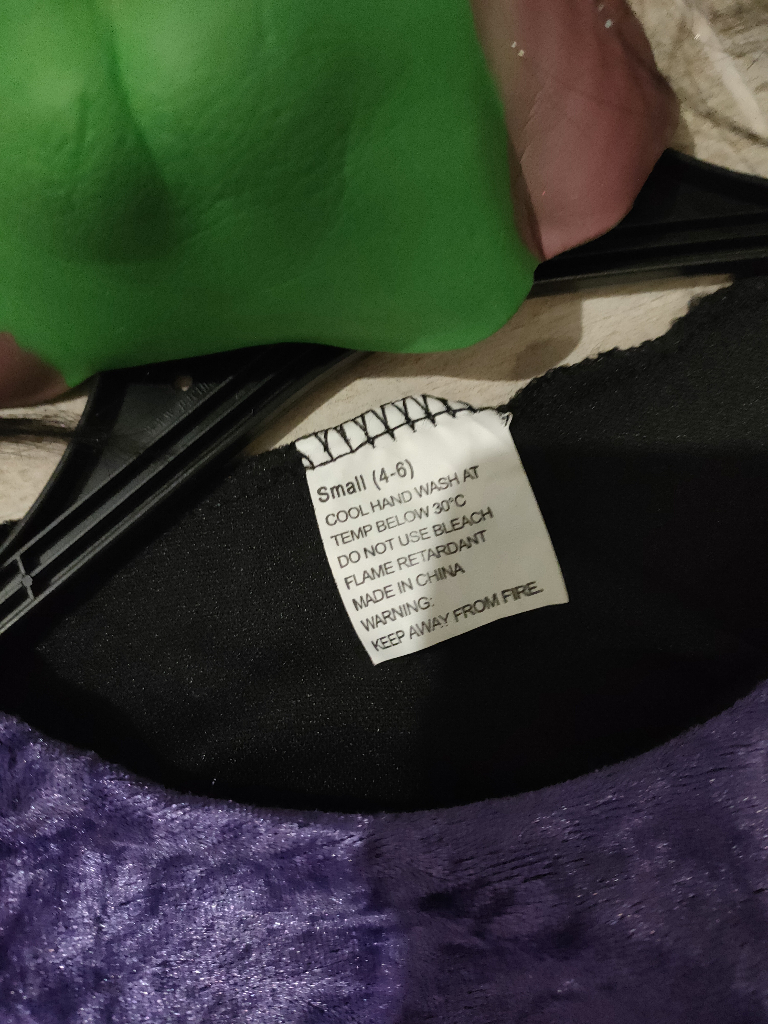 Small (4-6)
COOL HAND WASH AT
TEMP BELOW 30°C
DO NOT USE BLEACH
FLAME RETARDANT
MADE IN CHINA
WARNING:
KEEP AWAY FROM FIRE.